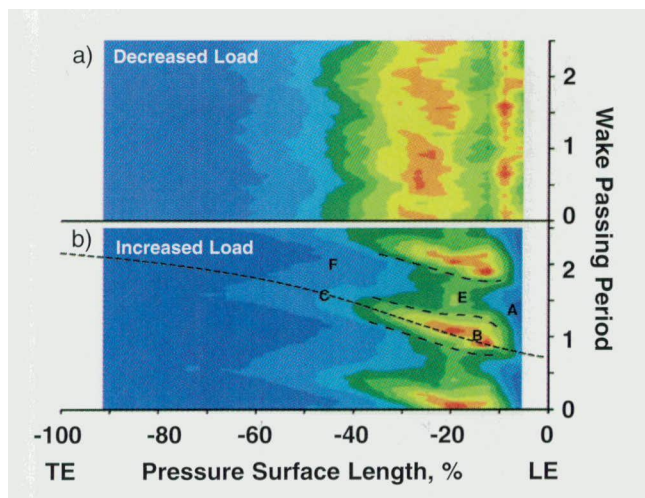 a) Decreased Load
2
1
0
b) Increased Load
F
2
C
E
A
B
1
0
Wake Passing Period
-100 -80 -60 -40 -20 0
TE Pressure Surface Length, % LE